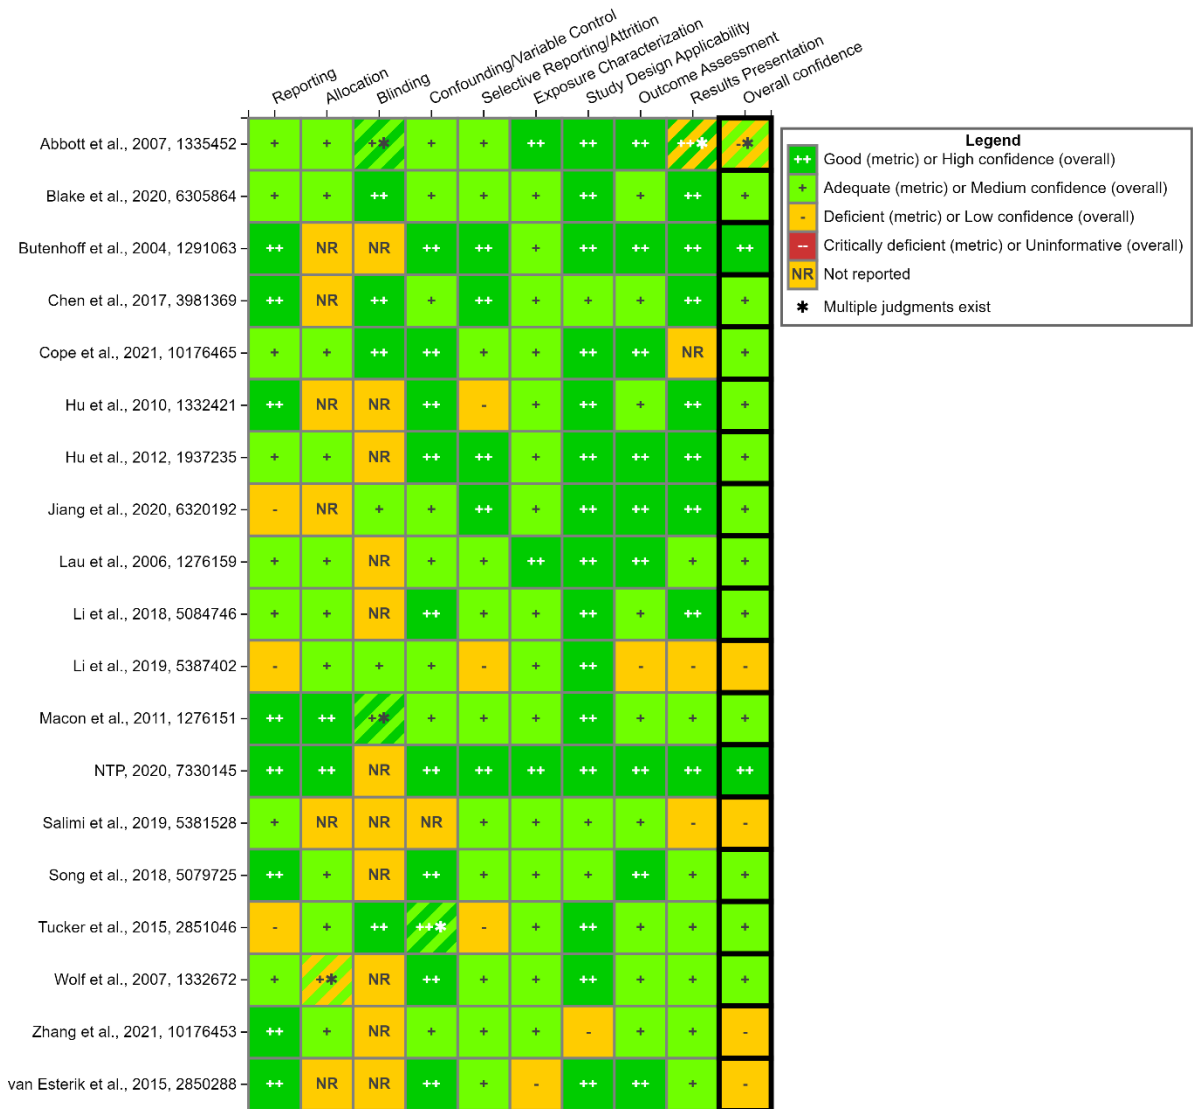 Reporting
Allocation
Blinding
Confounding/Variable Control
Selective Reporting/Attrition
Exposure Characterization
Study Design Applicability
Outcome Assessment
Results Presentation
Overall confidence
Abbott et al., 2007, 1335452 + + +✱ + + ++ ++ ++ ++✱ -✱
Blake et al., 2020, 6305864 + + ++ + + + ++ + ++ +
Butenhoff et al., 2004, 1291063 ++ NR NR ++ ++ + ++ ++ ++ ++
Chen et al., 2017, 3981369 ++ NR ++ + ++ + + + ++ +
Cope et al., 2021, 10176465 + + ++ ++ + + ++ ++ NR +
Hu et al., 2010, 1332421 ++ NR NR ++ - + ++ + ++ +
Hu et al., 2012, 1937235 + + NR ++ ++ + ++ ++ ++ +
Jiang et al., 2020, 6320192 - NR + + ++ + ++ ++ ++ +
Lau et al., 2006, 1276159 + + NR + + ++ ++ ++ + +
Li et al., 2018, 5084746 + + NR ++ + + ++ + ++ +
Li et al., 2019, 5387402 - + + + - + ++ - - -
Macon et al., 2011, 1276151 ++ ++ +✱ + + + ++ + + +
NTP, 2020, 7330145 ++ ++ NR ++ ++ ++ ++ ++ ++ ++
Salimi et al., 2019, 5381528 + NR NR NR + + + + - -
Song et al., 2018, 5079725 ++ + NR ++ + + + ++ + +
Tucker et al., 2015, 2851046 - + ++ ++✱ - + ++ + + +
Wolf et al., 2007, 1332672 + +✱ NR ++ + + ++ + + +
Zhang et al., 2021, 10176453 ++ + NR + + + - + + -
van Esterik et al., 2015, 2850288 ++ NR NR ++ + - ++ ++ + -
Legend
++ Good (metric) or High confidence (overall)
+ Adequate (metric) or Medium confidence (overall)
- Deficient (metric) or Low confidence (overall)
-- Critically deficient (metric) or Uninformative (overall)
NR Not reported
✱ Multiple judgments exist